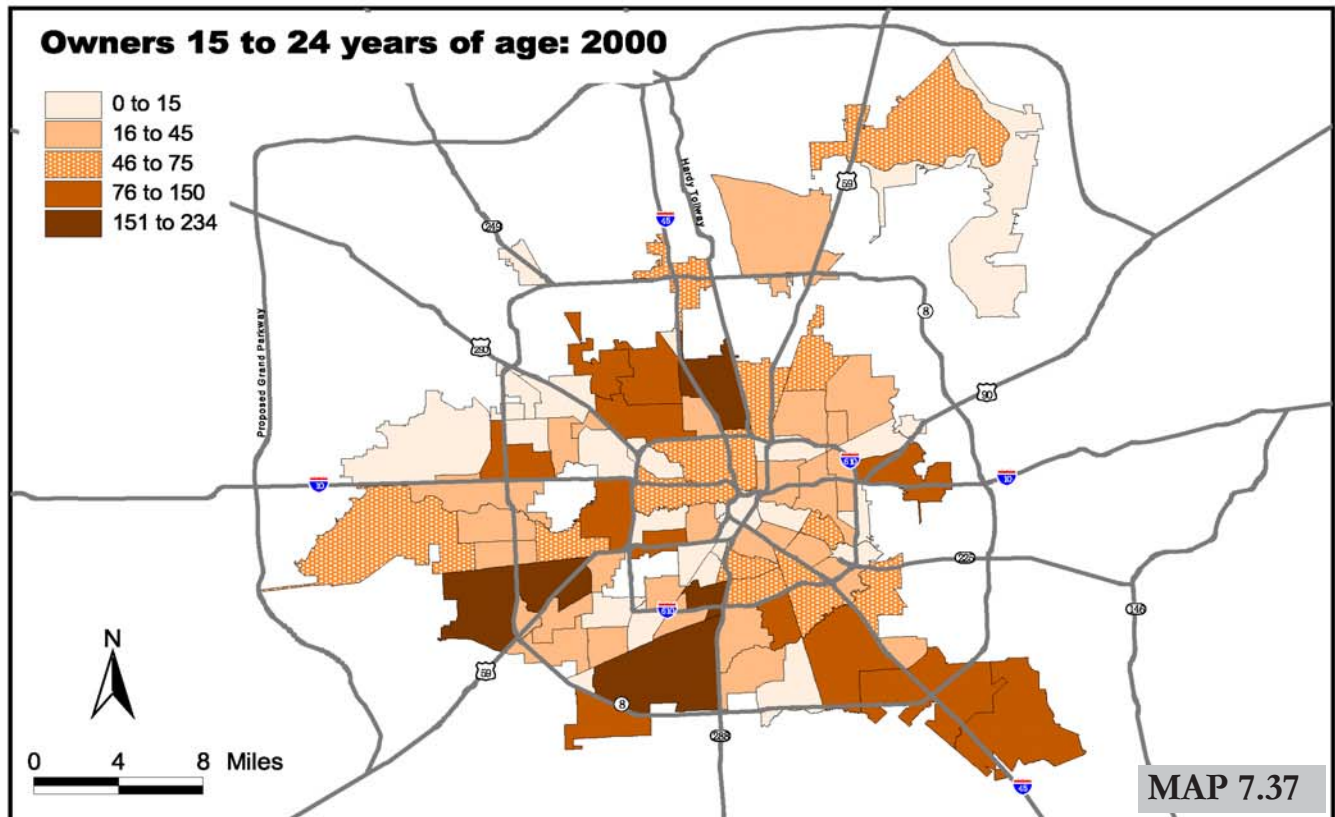 Owners 15 to 24 years of age: 2000
0 to 15
16 to 45
46 to 75
76 to 150
151 to 234
Hardy Tollway
59
45
249
8
290
Proposed Grand Parkway
90
610
10
10
225
146
610
59
8
288
45
N
0 4 8 Miles
MAP 7.37